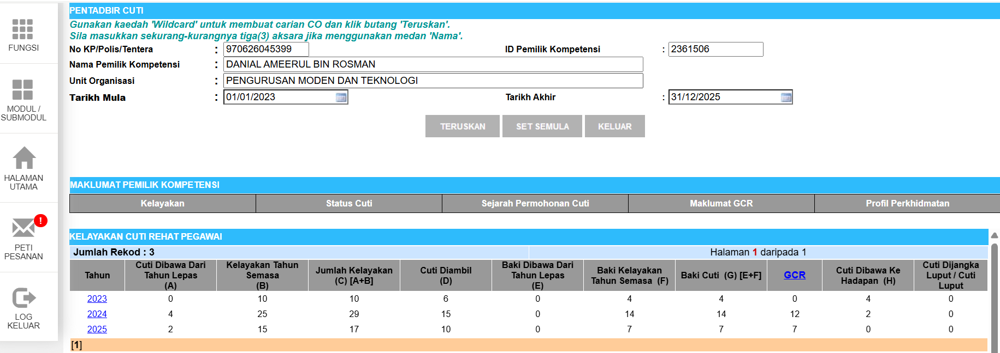 PENTADBIR CUTI
Gunakan kaedah 'Wildcard' untuk membuat carian CO dan klik butang 'Teruskan'.
Sila masukkan sekurang-kurangnya tiga(3) aksara jika menggunakan medan 'Nama'.
No KP/Polis/Tentera : 970626045399 ID Pemilik Kompetensi : 2361506
Nama Pemilik Kompetensi : DANIAL AMEERUL BIN ROSMAN
Unit Organisasi : PENGURUSAN MODEN DAN TEKNOLOGI
Tarikh Mula : 01/01/2023 Tarikh Akhir : 31/12/2025
TERUSKAN SET SEMULA KELUAR
FUNGSI
MODUL /
SUBMODUL
HALAMAN
UTAMA
!
PETI
PESANAN
LOG
KELUAR
MAKLUMAT PEMILIK KOMPETENSI
Kelayakan Status Cuti Sejarah Permohonan Cuti Maklumat GCR Profil Perkhidmatan
KELAYAKAN CUTI REHAT PEGAWAI
Jumlah Rekod : 3 Halaman 1 daripada 1
Tahun
Cuti Dibawa Dari
Tahun Lepas
(A)
Kelayakan Tahun
Semasa
(B)
Jumlah Kelayakan
(C) [A+B]
Cuti Diambil
(D)
Baki Dibawa Dari
Tahun Lepas
(E)
Baki Kelayakan
Tahun Semasa (F)
Baki Cuti (G) [E+F]
GCR
Cuti Dibawa Ke
Hadapan (H)
Cuti Dijangka
Luput / Cuti
Luput
2023 0 10 10 6 0 4 4 0 4 0
2024 4 25 29 15 0 14 14 12 2 0
2025 2 15 17 10 0 7 7 7 0 0
[1]